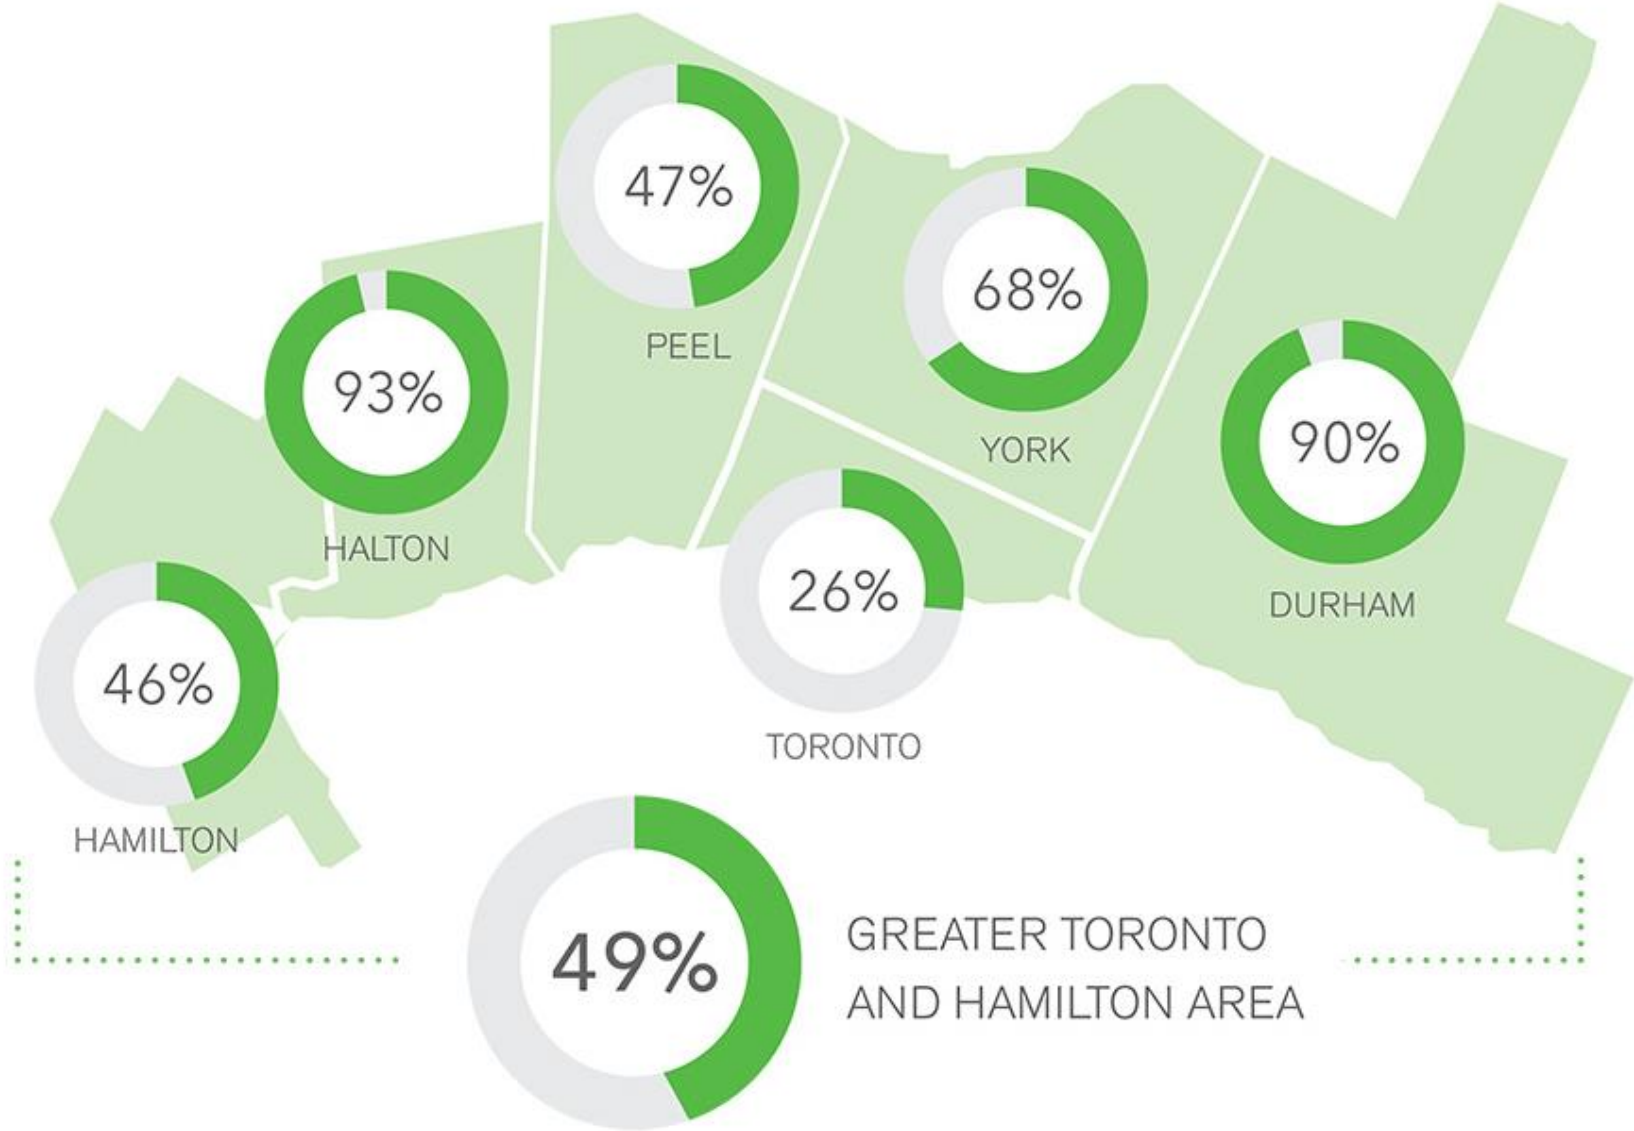 47%
PEEL
68%
YORK
93%
HALTON
90%
DURHAM
26%
TORONTO
46%
HAMILTON
49%
GREATER TORONTO
AND HAMILTON AREA